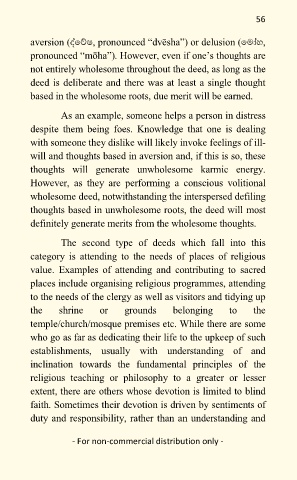 56
aversion (ද්වේෂ, pronounced “dvēsha”) or delusion (මෝහ,
pronounced “mōha”). However, even if one’s thoughts are
not entirely wholesome throughout the deed, as long as the
deed is deliberate and there was at least a single thought
based in the wholesome roots, due merit will be earned.
As an example, someone helps a person in distress
despite them being foes. Knowledge that one is dealing
with someone they dislike will likely invoke feelings of ill-
will and thoughts based in aversion and, if this is so, these
thoughts will generate unwholesome karmic energy.
However, as they are performing a conscious volitional
wholesome deed, notwithstanding the interspersed defiling
thoughts based in unwholesome roots, the deed will most
definitely generate merits from the wholesome thoughts.
The second type of deeds which fall into this
category is attending to the needs of places of religious
value. Examples of attending and contributing to sacred
places include organising religious programmes, attending
to the needs of the clergy as well as visitors and tidying up
the shrine or grounds belonging to the
temple/church/mosque premises etc. While there are some
who go as far as dedicating their life to the upkeep of such
establishments, usually with understanding of and
inclination towards the fundamental principles of the
religious teaching or philosophy to a greater or lesser
extent, there are others whose devotion is limited to blind
faith. Sometimes their devotion is driven by sentiments of
duty and responsibility, rather than an understanding and
- For non-commercial distribution only -